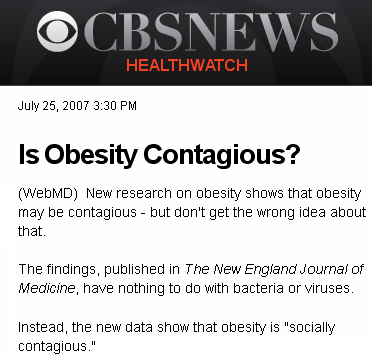 CBSNEWS
HEALTHWATCH
July 25, 2007 3:30 PM
Is Obesity Contagious?
(WebMD)  New research on obesity shows that obesity
may be contagious - but don't get the wrong idea about
that.
The findings, published in The New England Journal of
Medicine, have nothing to do with bacteria or viruses.
Instead, the new data show that obesity is "socially
contagious."